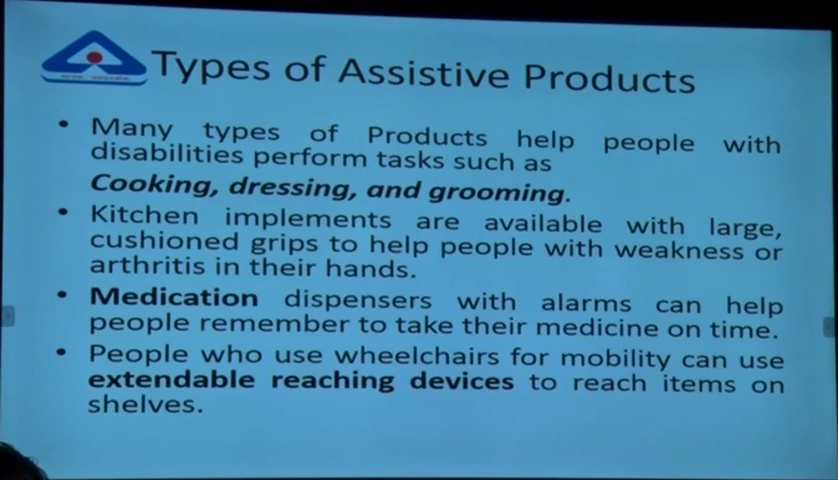 Types of Assistive Products
• Many types of Products help people with
disabilities perform tasks such as
Cooking, dressing, and grooming.
• Kitchen implements are available with large,
cushioned grips to help people with weakness or
arthritis in their hands.
• Medication dispensers with alarms can help
people remember to take their medicine on time.
• People who use wheelchairs for mobility can use
extendable reaching devices to reach items on
shelves.